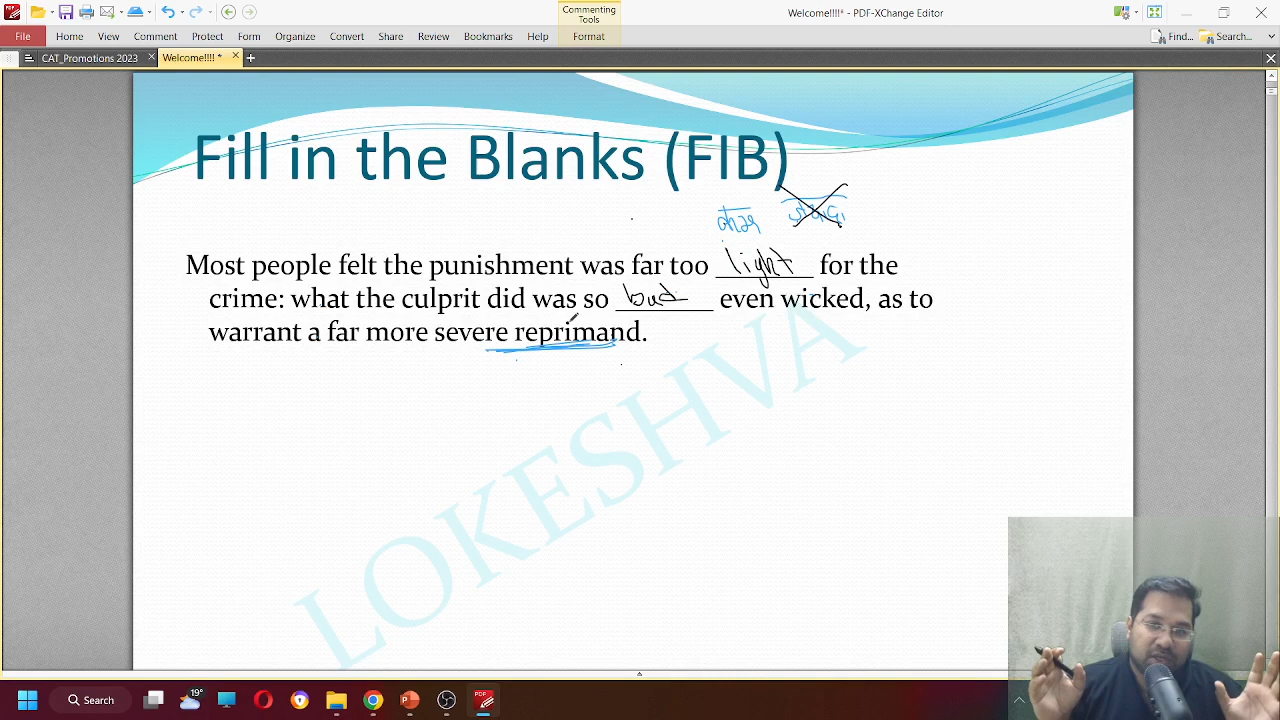 Commenting Tools
Welcome!!!!* - PDF-XChange Editor
File Home View Comment Protect Form Organize Convert Share Review Bookmarks Help Format Find... Search...
CAT_Promotions 2023 Welcome!!!! *
Fill in the Blanks (FIB)
Most people felt the punishment was far too light for the
crime: what the culprit did was so bad even wicked, as to
warrant a far more severe reprimand.
LOKESHVA
19°
Search
PDF